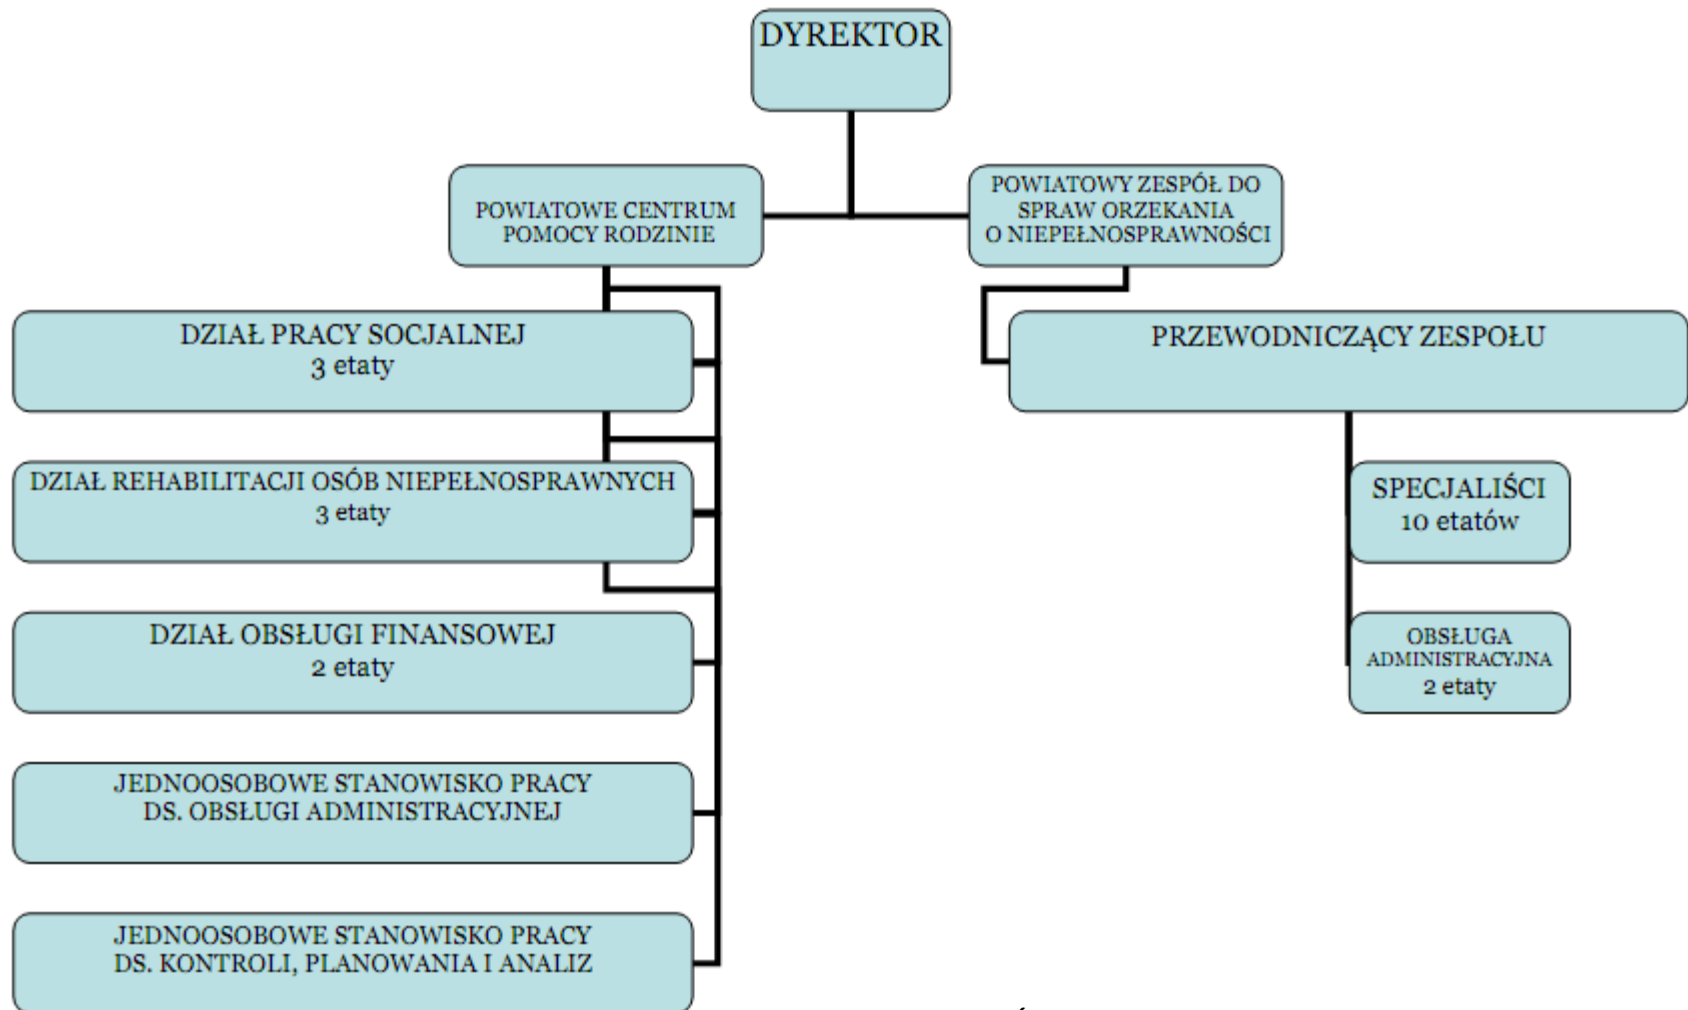 DYREKTOR
POWIATOWE CENTRUM
POMOCY RODZINIE
POWIATOWY ZESPÓŁ DO
SPRAW ORZEKANIA
O NIEPEŁNOSPRAWNOŚCI
DZIAŁ PRACY SOCJALNEJ
3 etaty
PRZEWODNICZĄCY ZESPOŁU
DZIAŁ REHABILITACJI OSÓB NIEPEŁNOSPRAWNYCH
3 etaty
SPECJALIŚCI
10 etatów
DZIAŁ OBSŁUGI FINANSOWEJ
2 etaty
OBSŁUGA
ADMINISTRACYJNA
2 etaty
JEDNOOSOBOWE STANOWISKO PRACY
DS. OBSŁUGI ADMINISTRACYJNEJ
JEDNOOSOBOWE STANOWISKO PRACY
DS. KONTROLI, PLANOWANIA I ANALIZ